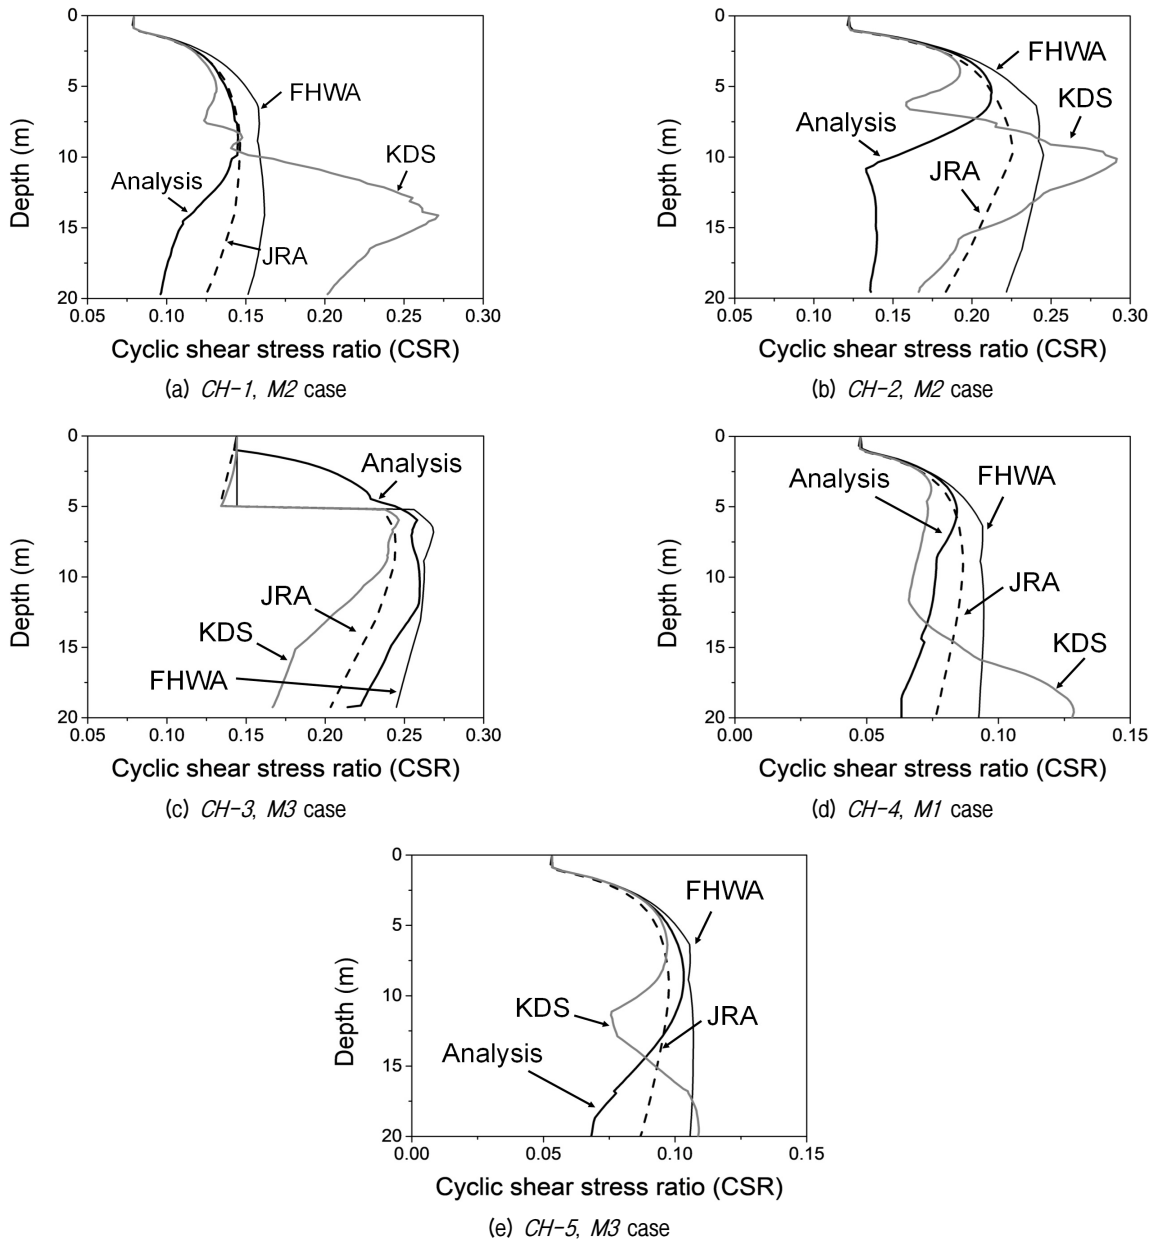 0
5
10
15
20
Depth (m)
FHWA
KDS
Analysis
JRA
0.05 0.10 0.15 0.20 0.25 0.30
Cyclic shear stress ratio (CSR)
(a) CH-1, M2 case
0
5
10
15
20
Depth (m)
FHWA
KDS
Analysis
JRA
0.05 0.10 0.15 0.20 0.25 0.30
Cyclic shear stress ratio (CSR)
(b) CH-2, M2 case
0
5
10
15
20
Depth (m)
Analysis
JRA
KDS
FHWA
0.05 0.10 0.15 0.20 0.25 0.30
Cyclic shear stress ratio (CSR)
(c) CH-3, M3 case
0
5
10
15
20
Depth (m)
Analysis
FHWA
JRA
KDS
0.00 0.05 0.10 0.15
Cyclic shear stress ratio (CSR)
(d) CH-4, M1 case
0
5
10
15
20
Depth (m)
FHWA
KDS
JRA
Analysis
0.00 0.05 0.10 0.15
Cyclic shear stress ratio (CSR)
(e) CH-5, M3 case